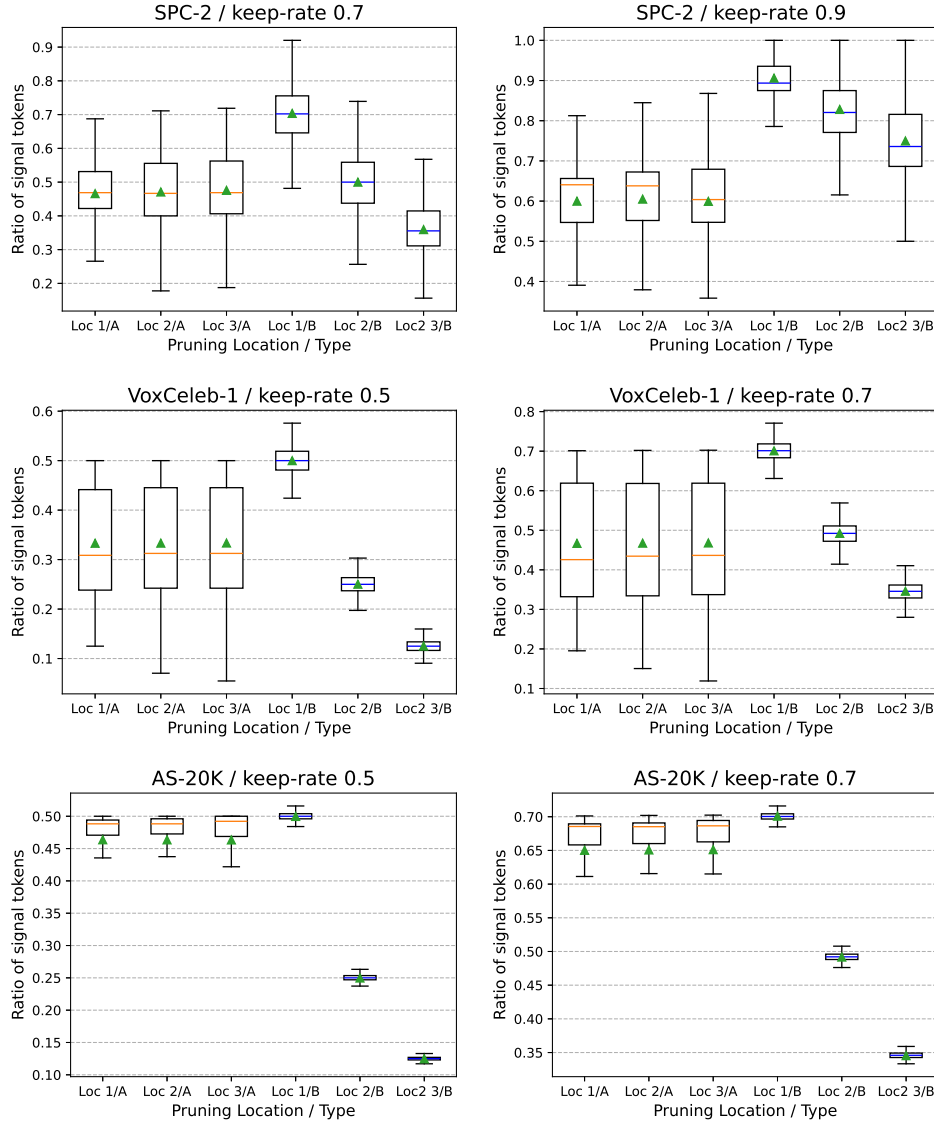 SPC-2 / keep-rate 0.7
Ratio of signal tokens
0.9
0.8
0.7
0.6
0.5
0.4
0.3
0.2
Loc 1/A Loc 2/A Loc 3/A Loc 1/B Loc 2/B Loc2 3/B
Pruning Location / Type
SPC-2 / keep-rate 0.9
Ratio of signal tokens
1.0
0.9
0.8
0.7
0.6
0.5
0.4
Loc 1/A Loc 2/A Loc 3/A Loc 1/B Loc 2/B Loc2 3/B
Pruning Location / Type
VoxCeleb-1 / keep-rate 0.5
Ratio of signal tokens
0.6
0.5
0.4
0.3
0.2
0.1
Loc 1/A Loc 2/A Loc 3/A Loc 1/B Loc 2/B Loc2 3/B
Pruning Location / Type
VoxCeleb-1 / keep-rate 0.7
Ratio of signal tokens
0.8
0.7
0.6
0.5
0.4
0.3
0.2
0.1
Loc 1/A Loc 2/A Loc 3/A Loc 1/B Loc 2/B Loc2 3/B
Pruning Location / Type
AS-20K / keep-rate 0.5
Ratio of signal tokens
0.50
0.45
0.40
0.35
0.30
0.25
0.20
0.15
0.10
Loc 1/A Loc 2/A Loc 3/A Loc 1/B Loc 2/B Loc2 3/B
Pruning Location / Type
AS-20K / keep-rate 0.7
Ratio of signal tokens
0.70
0.65
0.60
0.55
0.50
0.45
0.40
0.35
Loc 1/A Loc 2/A Loc 3/A Loc 1/B Loc 2/B Loc2 3/B
Pruning Location / Type